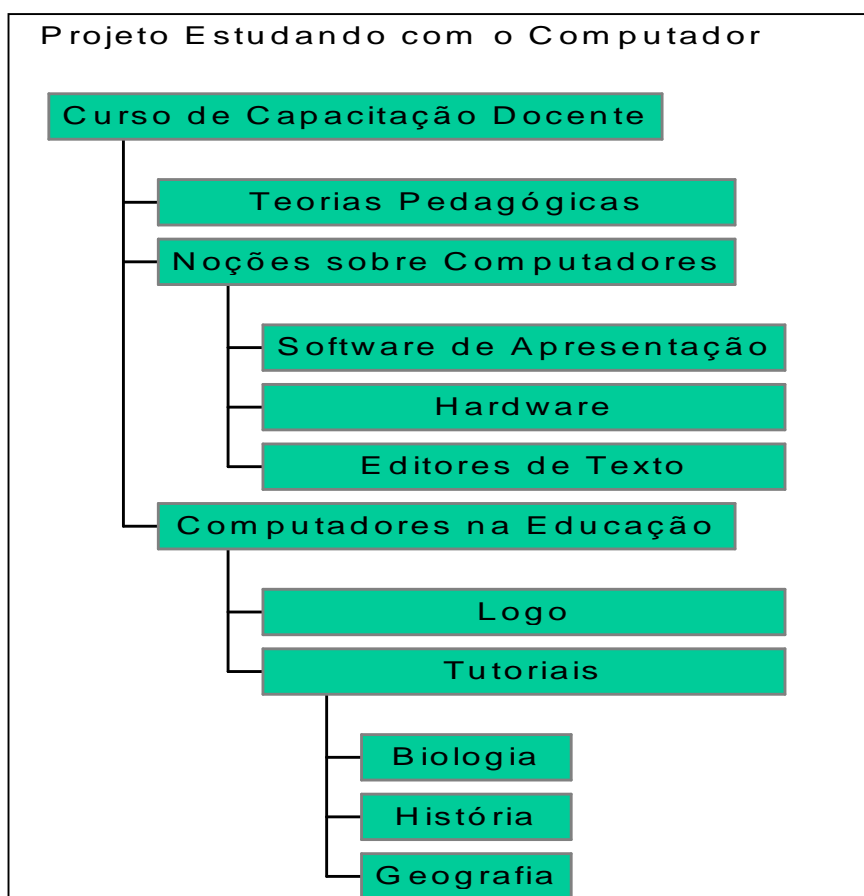 Projeto Estudando com o Computador
Curso de Capacitação Docente
Teorias Pedagógicas
Noções sobre Computadores
Software de Apresentação
Hardware
Editores de Texto
Computadores na Educação
Logo
Tutoriais
Biologia
História
Geografia